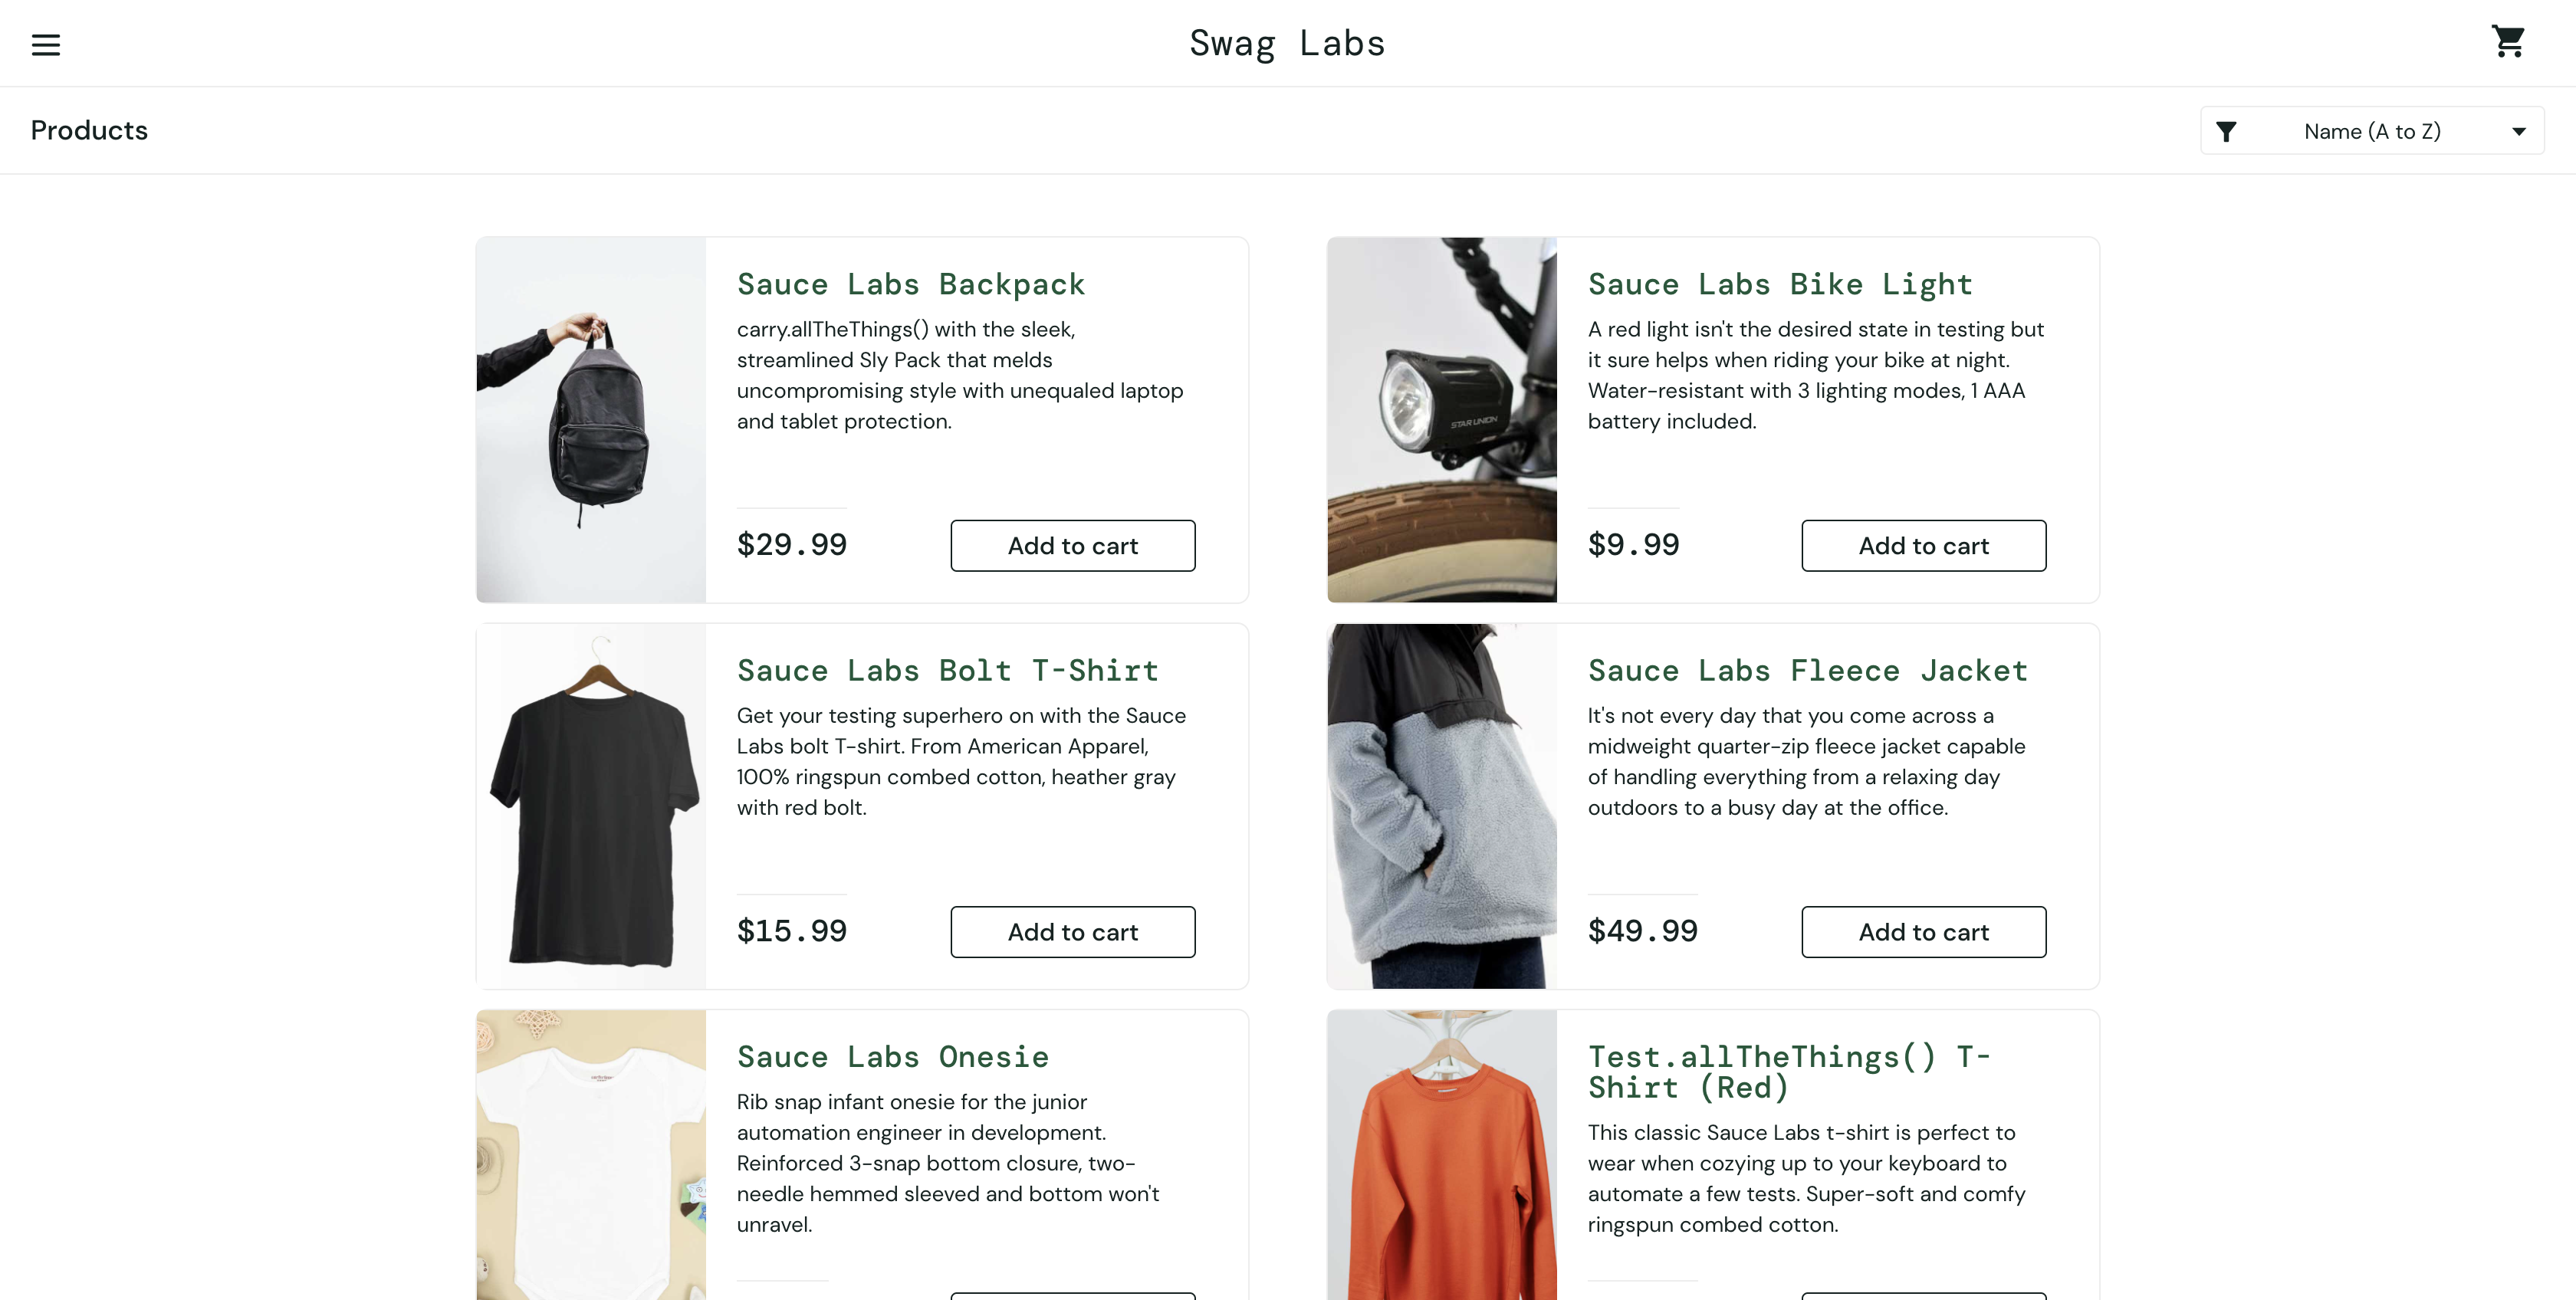 Swag Labs
Products
Name (A to Z)
Sauce Labs Backpack
carry.allTheThings() with the sleek,
streamlined Sly Pack that melds
uncompromising style with unequaled laptop
and tablet protection.
$29.99
Add to cart
STAR UNION
Sauce Labs Bike Light
A red light isn't the desired state in testing but
it sure helps when riding your bike at night.
Water-resistant with 3 lighting modes, 1 AAA
battery included.
$9.99
Add to cart
Sauce Labs Bolt T-Shirt
Get your testing superhero on with the Sauce
Labs bolt T-shirt. From American Apparel,
100% ringspun combed cotton, heather gray
with red bolt.
$15.99
Add to cart
Sauce Labs Fleece Jacket
It's not every day that you come across a
midweight quarter-zip fleece jacket capable
of handling everything from a relaxing day
outdoors to a busy day at the office.
$49.99
Add to cart
Sauce Labs Onesie
Rib snap infant onesie for the junior
automation engineer in development.
Reinforced 3-snap bottom closure, two-
needle hemmed sleeved and bottom won't
unravel.
Test.allTheThings() T-
Shirt (Red)
This classic Sauce Labs t-shirt is perfect to
wear when cozying up to your keyboard to
automate a few tests. Super-soft and comfy
ringspun combed cotton.